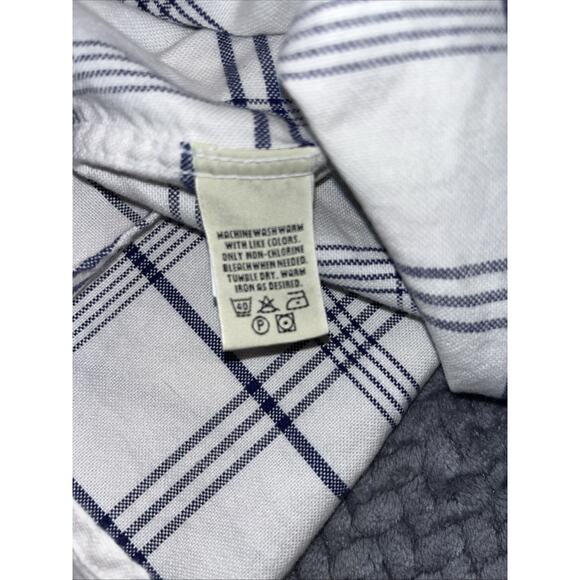 MACHINE WASH WARM
WITH LIKE COLORS.
ONLY NON-CHLORINE
BLEACH WHEN NEEDED.
TUMBLE DRY. WARM
IRON AS DESIRED.
40
P